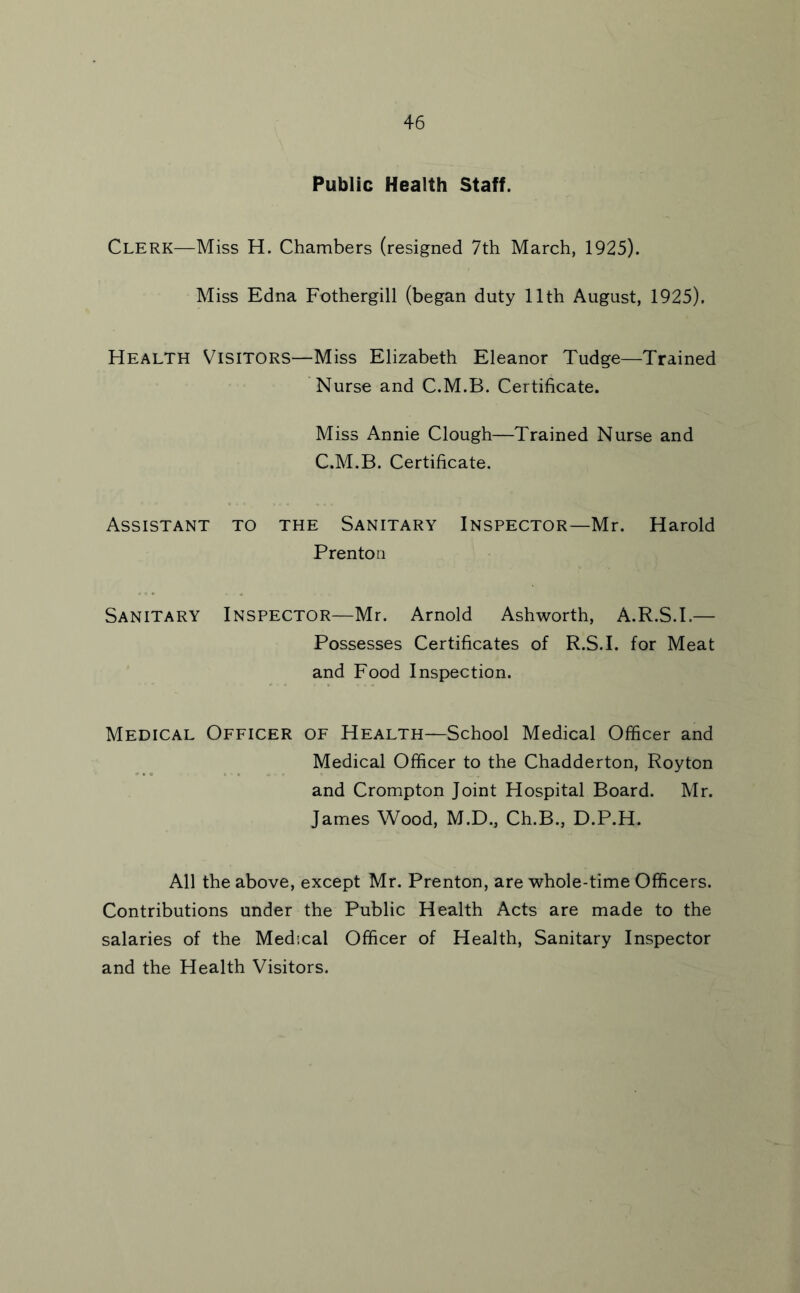 46
Public Health Staff.
CLERK—Miss H. Chambers (resigned 7th March, 1925).
Miss Edna Fothergill (began duty 11th August, 1925).
HEALTH VISITORS—Miss Elizabeth Eleanor Tudge—Trained
Nurse and C.M.B. Certificate.
Miss Annie Clough—Trained Nurse and
C.M.B. Certificate.
ASSISTANT TO THE SANITARY INSPECTOR—Mr. Harold
Prenton
SANITARY INSPECTOR—Mr. Arnold Ashworth, A.R.S.I.—
Possesses Certificates of R.S.I. for Meat
and Food Inspection.
MEDICAL OFFICER OF HEALTH—School Medical Officer and
Medical Officer to the Chadderton, Royton
and Crompton Joint Hospital Board. Mr.
James Wood, M.D., Ch.B., D.P.H.
All the above, except Mr. Prenton, are whole-time Officers.
Contributions under the Public Health Acts are made to the
salaries of the Medical Officer of Health, Sanitary Inspector
and the Health Visitors.